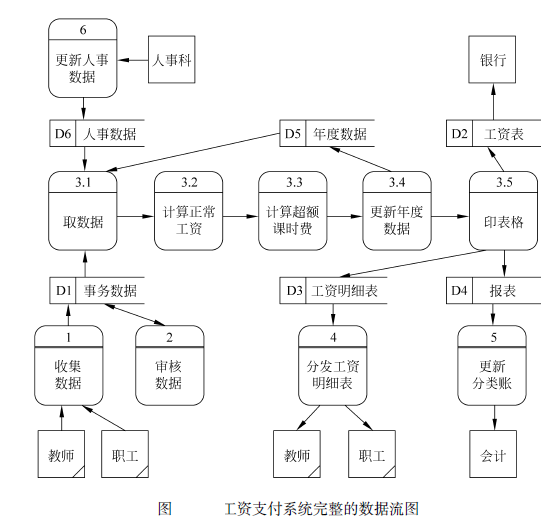 6
更新人事
数据
人事科
银行
D6 人事数据
D5 年度数据
D2 工资表
3.1
取数据
3.2
计算正常
工资
3.3
计算超额
课时费
3.4
更新年度
数据
3.5
印表格
D1 事务数据
D3 工资明细表
D4 报表
1
收集
数据
2
审核
数据
4
分发工资
明细表
5
更新
分类账
教师
职工
教师
职工
会计
图 工资支付系统完整的数据流图